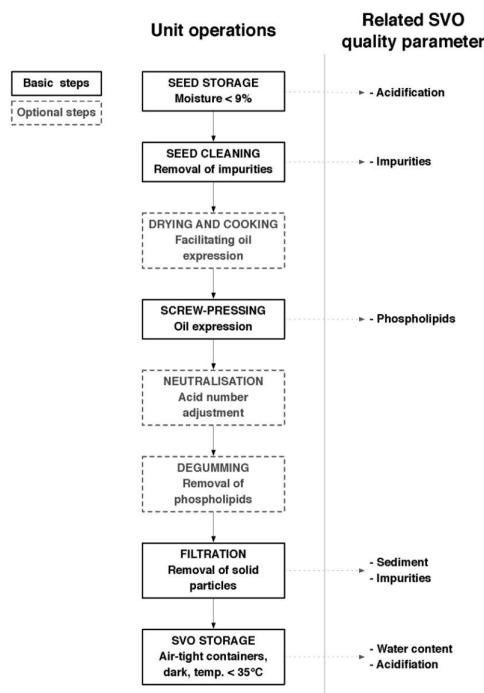 Unit operations
Related SVO
quality parameter
Basic steps
Optional steps
SEED STORAGE
Moisture < 9%
- Acidification
SEED CLEANING
Removal of impurities
- Impurities
DRYING AND COOKING
Facilitating oil
expression
SCREW-PRESSING
Oil expression
- Phospholipids
NEUTRALISATION
Acid number
adjustment
DEGUMMING
Removal of
phospholipids
FILTRATION
Removal of solid
particles
- Sediment
- Impurities
SVO STORAGE
Air-tight containers,
dark, temp. < 35°C
- Water content
- Acidifiation